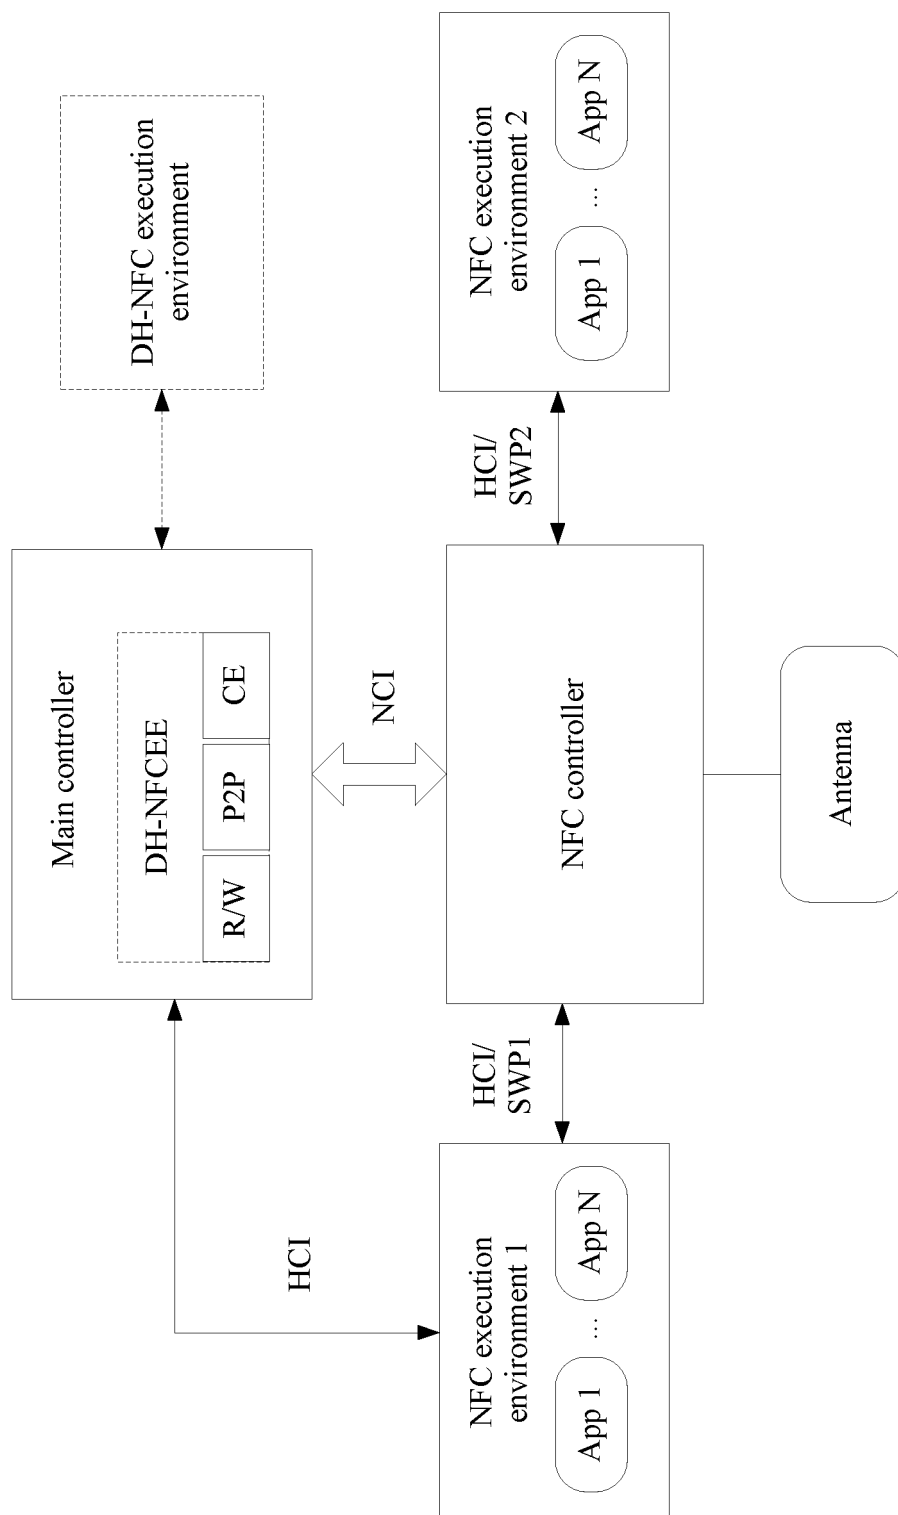 Main controller
DH-NFCEE
R/W
P2P
CE
DH-NFC execution
environment
HCI
NCI
NFC execution
environment 1
App 1
...
App N
HCI/
SWP1
NFC controller
HCI/
SWP2
NFC execution
environment 2
App 1
...
App N
Antenna